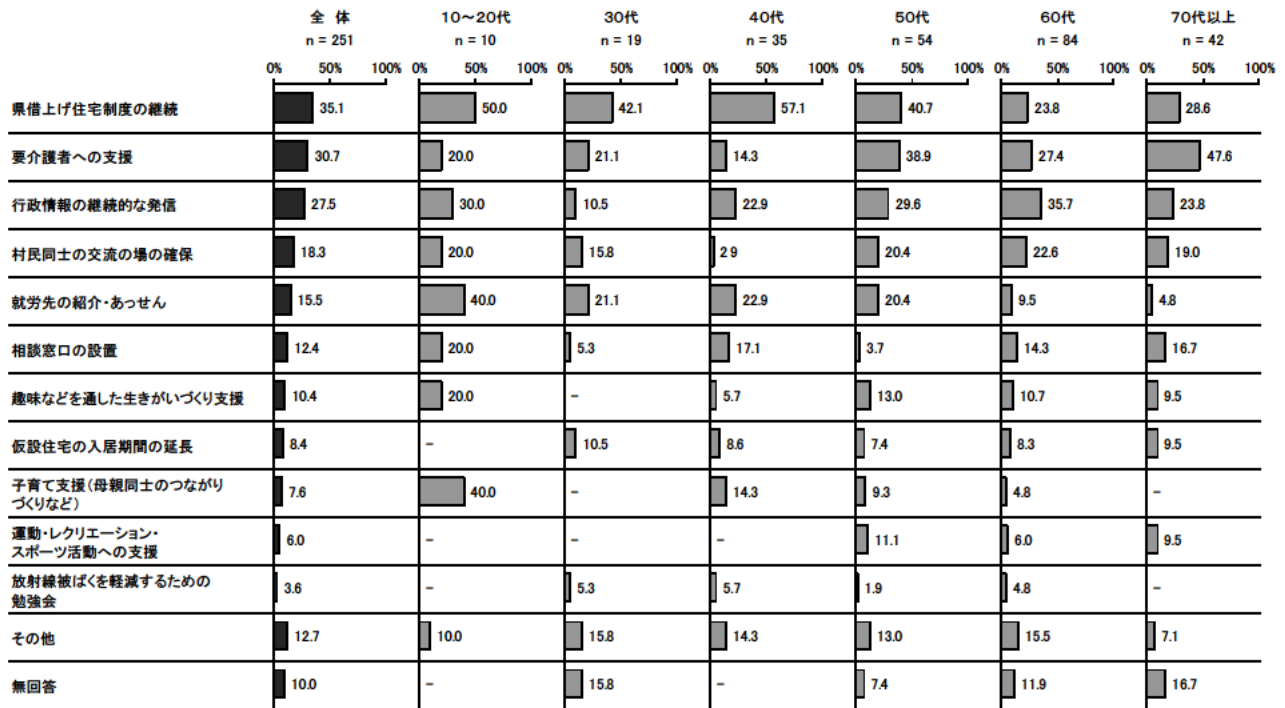 全 体 10～20代 30代 40代 50代 60代 70代以上
n = 251 n = 10 n = 19 n = 35 n = 54 n = 84 n = 42
0% 50% 100% 0% 50% 100% 0% 50% 100% 0% 50% 100% 0% 50% 100% 0% 50% 100% 0% 50% 100%
県借上げ住宅制度の継続 35.1 50.0 42.1 57.1 40.7 23.8 28.6
要介護者への支援 30.7 20.0 21.1 14.3 38.9 27.4 47.6
行政情報の継続的な発信 27.5 30.0 10.5 22.9 29.6 35.7 23.8
村民同士の交流の場の確保 18.3 20.0 15.8 2 9 20.4 22.6 19.0
就労先の紹介・あっせん 15.5 40.0 21.1 22.9 20.4 9.5 4.8
相談窓口の設置 12.4 20.0 5.3 17.1 3.7 14.3 16.7
趣味などを通した生きがいづくり支援 10.4 20.0 － 5.7 13.0 10.7 9.5
仮設住宅の入居期間の延長 8.4 － 10.5 8.6 7.4 8.3 9.5
子育て支援（母親同士のつながり
づくりなど） 7.6 40.0 － 14.3 9.3 4.8 －
運動・レクリエーション・
スポーツ活動への支援 6.0 － － － 11.1 6.0 9.5
放射線被ばくを軽減するための
勉強会 3.6 － 5.3 5.7 1.9 4.8 －
その他 12.7 10.0 15.8 14.3 13.0 15.5 7.1
無回答 10.0 － 15.8 － 7.4 11.9 16.7